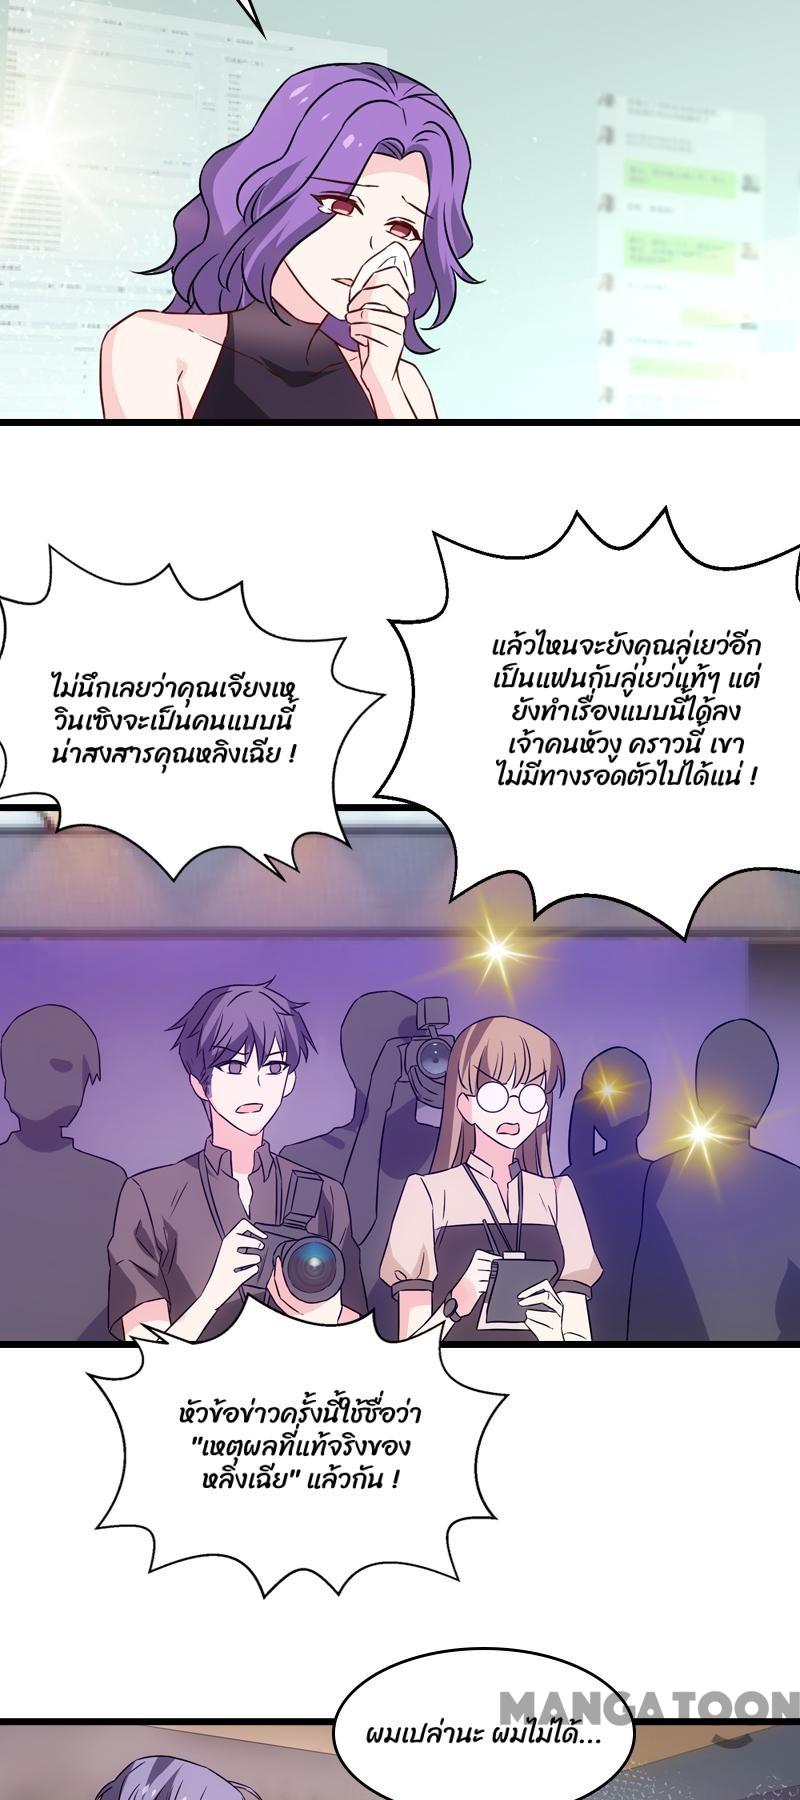 ไม่นึกเลยว่าคุณเจียงเห
วินเซิงจะเป็นคนแบบนี้
น่าสงสารคุณหลิงเฉีย !
แล้วไหนจะยังคุณลู่เยว่อีก
เป็นแฟนกับลู่เยว่แท้ๆ แต่
ยังทำเรื่องแบบนี้ได้ลง
เจ้าคนหัวงู คราวนี้ เขา
ไม่มีทางรอดตัวไปได้แน่ !
หัวข้อข่าวครั้งนี้ใช้ชื่อว่า
"เหตุผลที่แท้จริงของ
หลิงเฉีย" แล้วกัน !
MANGATOON
ผมเปล่านะ ผมไม่ได้...